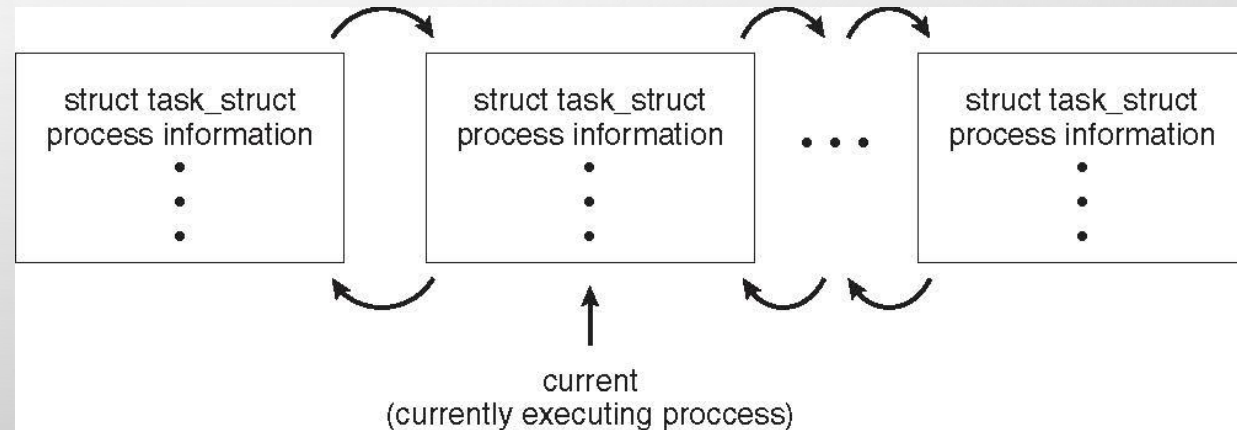 struct task_struct
process information
struct task_struct
process information
• • •
struct task_struct
process information
current
(currently executing proccess)